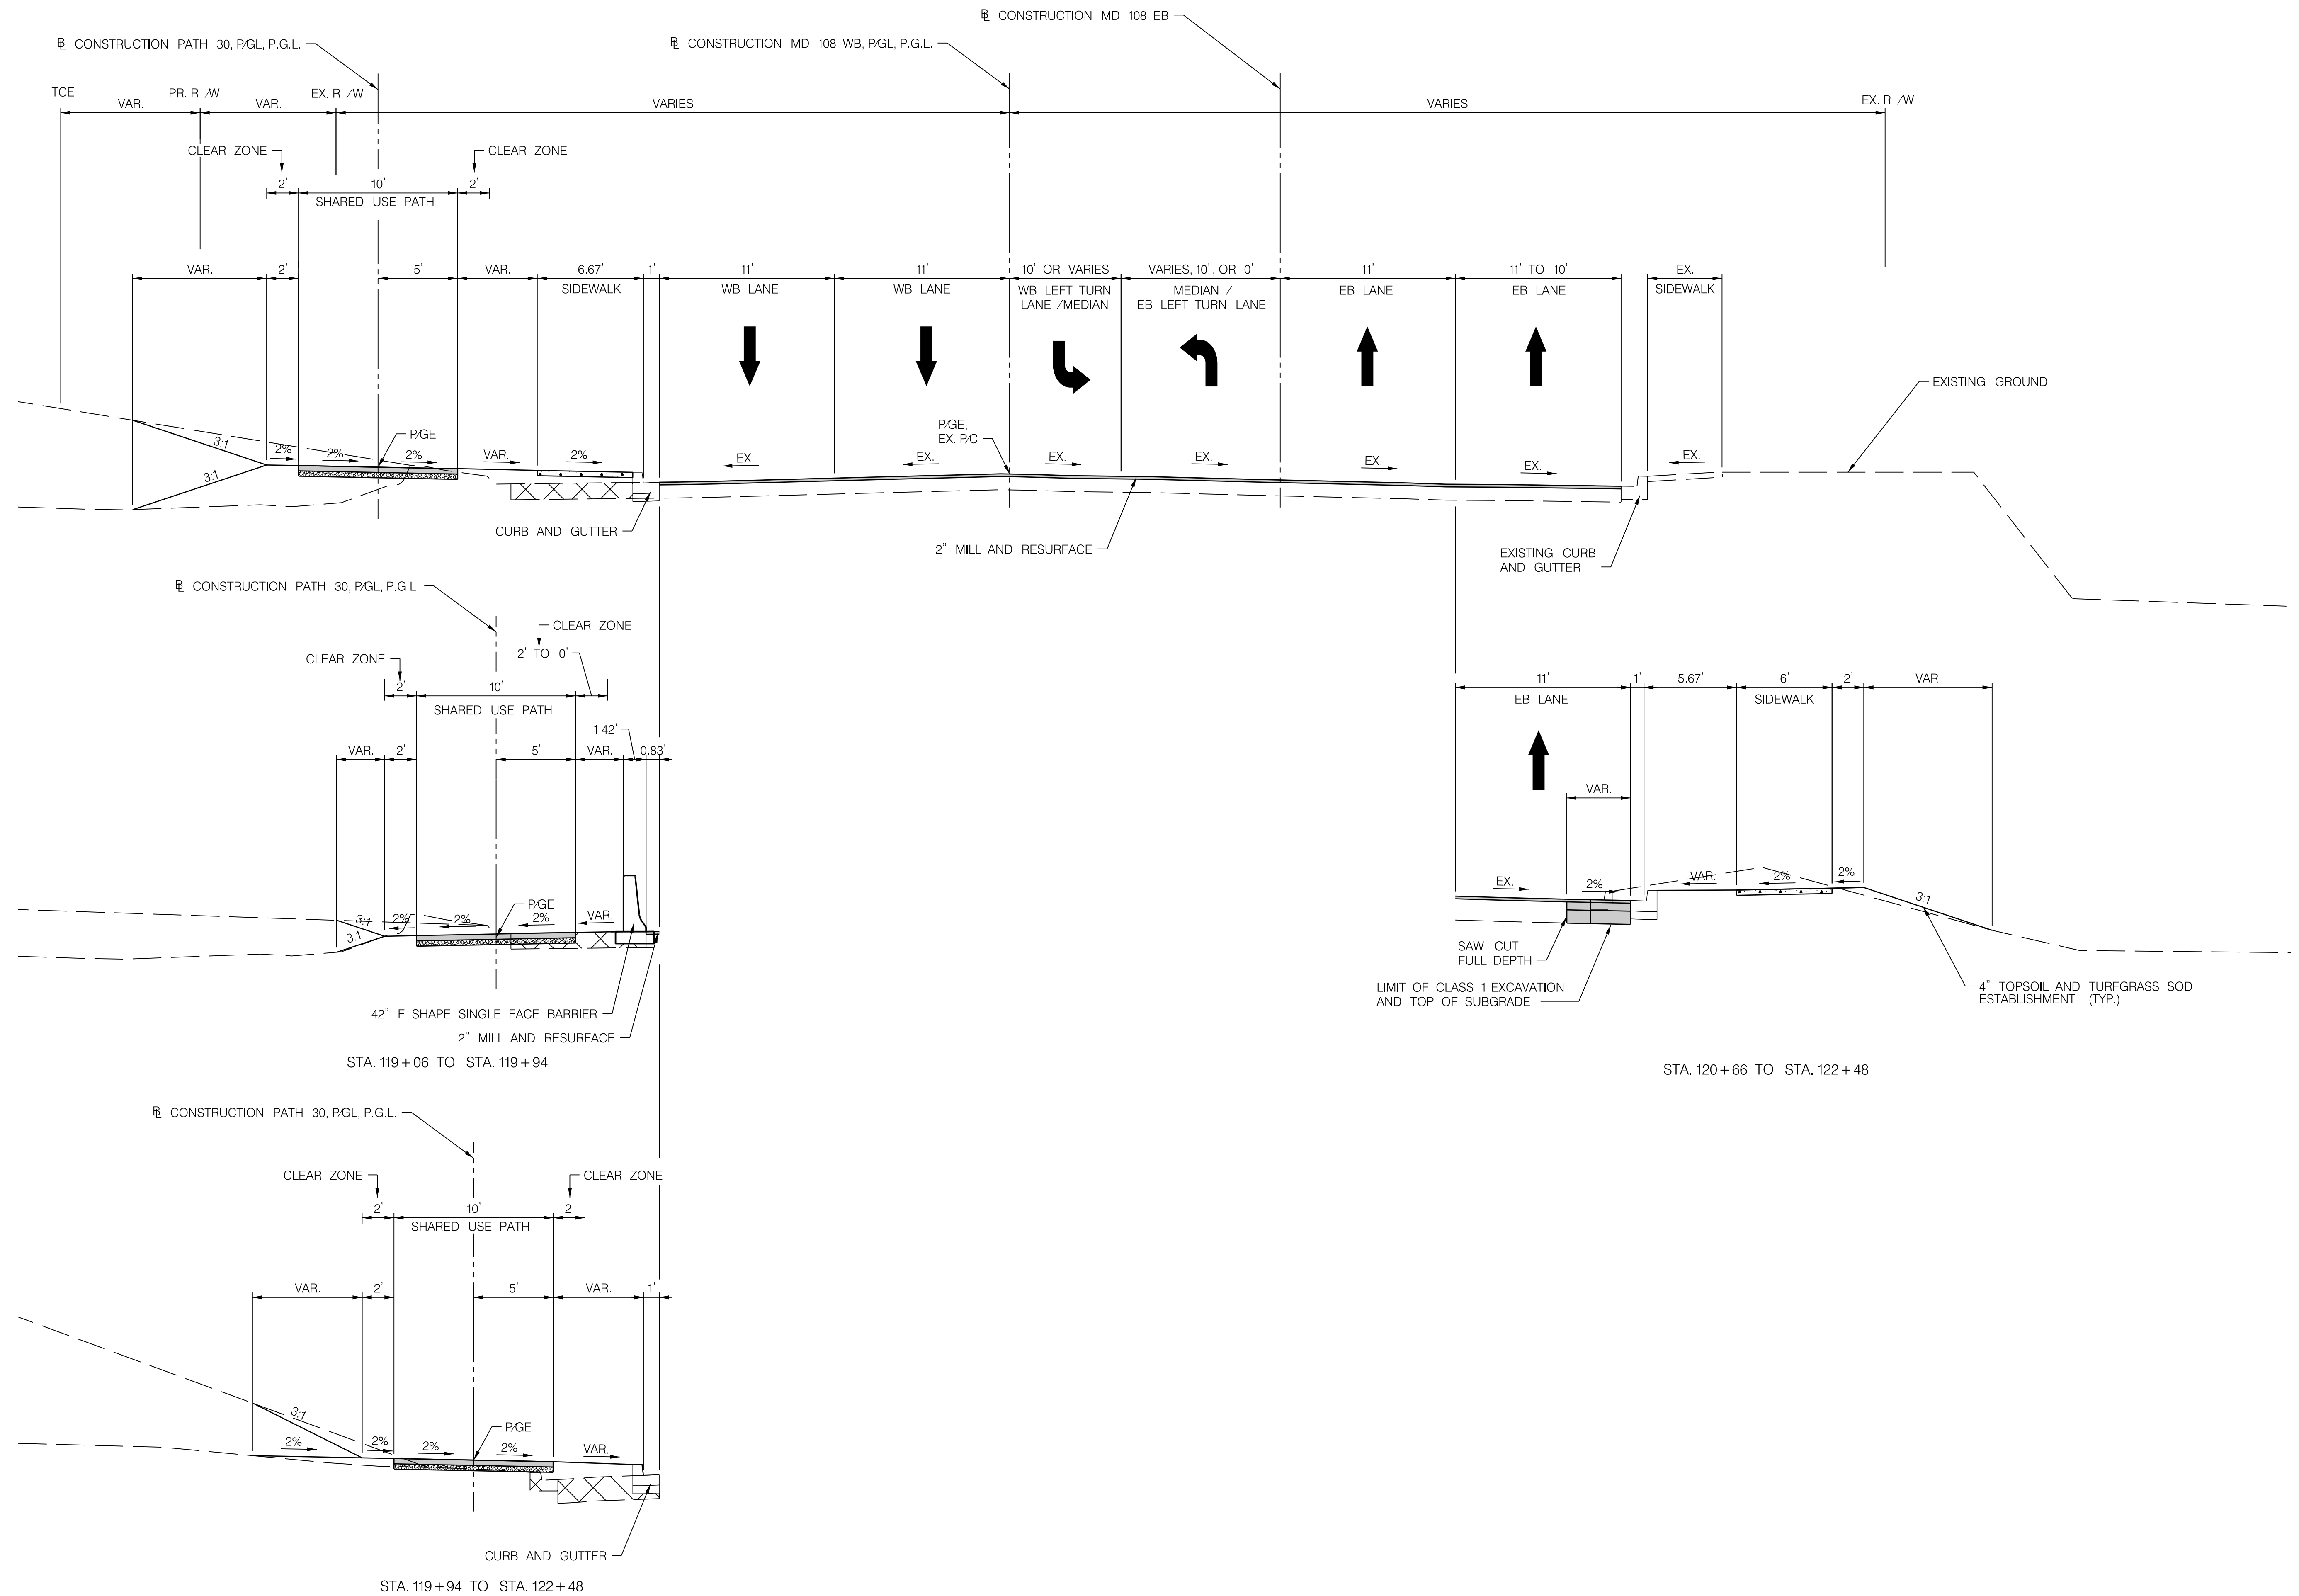 ℄ CONSTRUCTION MD 108 EB
℄ CONSTRUCTION PATH 30, P/GL, P.G.L.
℄ CONSTRUCTION MD 108 WB, P/GL, P.G.L.
TCE
VAR.
PR. R/W
VAR.
EX. R/W
VARIES
VARIES
EX. R/W
CLEAR ZONE
CLEAR ZONE
2'
10'
2'
SHARED USE PATH
VAR.
2'
5'
VAR.
6.67'
1'
11'
11'
10' OR VARIES
VARIES, 10', OR 0'
11'
11' TO 10'
EX.
SIDEWALK
WB LANE
WB LANE
WB LEFT TURN
LANE/MEDIAN
MEDIAN /
EB LEFT TURN LANE
EB LANE
EB LANE
SIDEWALK
EXISTING GROUND
3:1
3:1
2%
2%
P/GE
2%
VAR.
2%
EX.
EX.
P/GE,
EX. P/C
EX.
EX.
EX.
EX.
EX.
CURB AND GUTTER
2" MILL AND RESURFACE
EXISTING CURB
AND GUTTER
℄ CONSTRUCTION PATH 30, P/GL, P.G.L.
CLEAR ZONE
2' TO 0'
CLEAR ZONE
2'
10'
SHARED USE PATH
1.42'
VAR.
2'
5'
VAR.
0.83'
3:1
3:1
2%
2%
P/GE
2%
VAR.
42" F SHAPE SINGLE FACE BARRIER
2" MILL AND RESURFACE
STA. 119+06 TO STA. 119+94
11'
1'
5.67'
6'
2'
VAR.
EB LANE
SIDEWALK
VAR.
EX.
2%
VAR.
2%
2%
3:1
SAW CUT
FULL DEPTH
LIMIT OF CLASS 1 EXCAVATION
AND TOP OF SUBGRADE
4" TOPSOIL AND TURFGRASS SOD
ESTABLISHMENT (TYP.)
STA. 120+66 TO STA. 122+48
℄ CONSTRUCTION PATH 30, P/GL, P.G.L.
CLEAR ZONE
CLEAR ZONE
2'
10'
2'
SHARED USE PATH
VAR.
2'
5'
VAR.
1'
3:1
2%
2%
2%
P/GE
2%
VAR.
CURB AND GUTTER
STA. 119+94 TO STA. 122+48